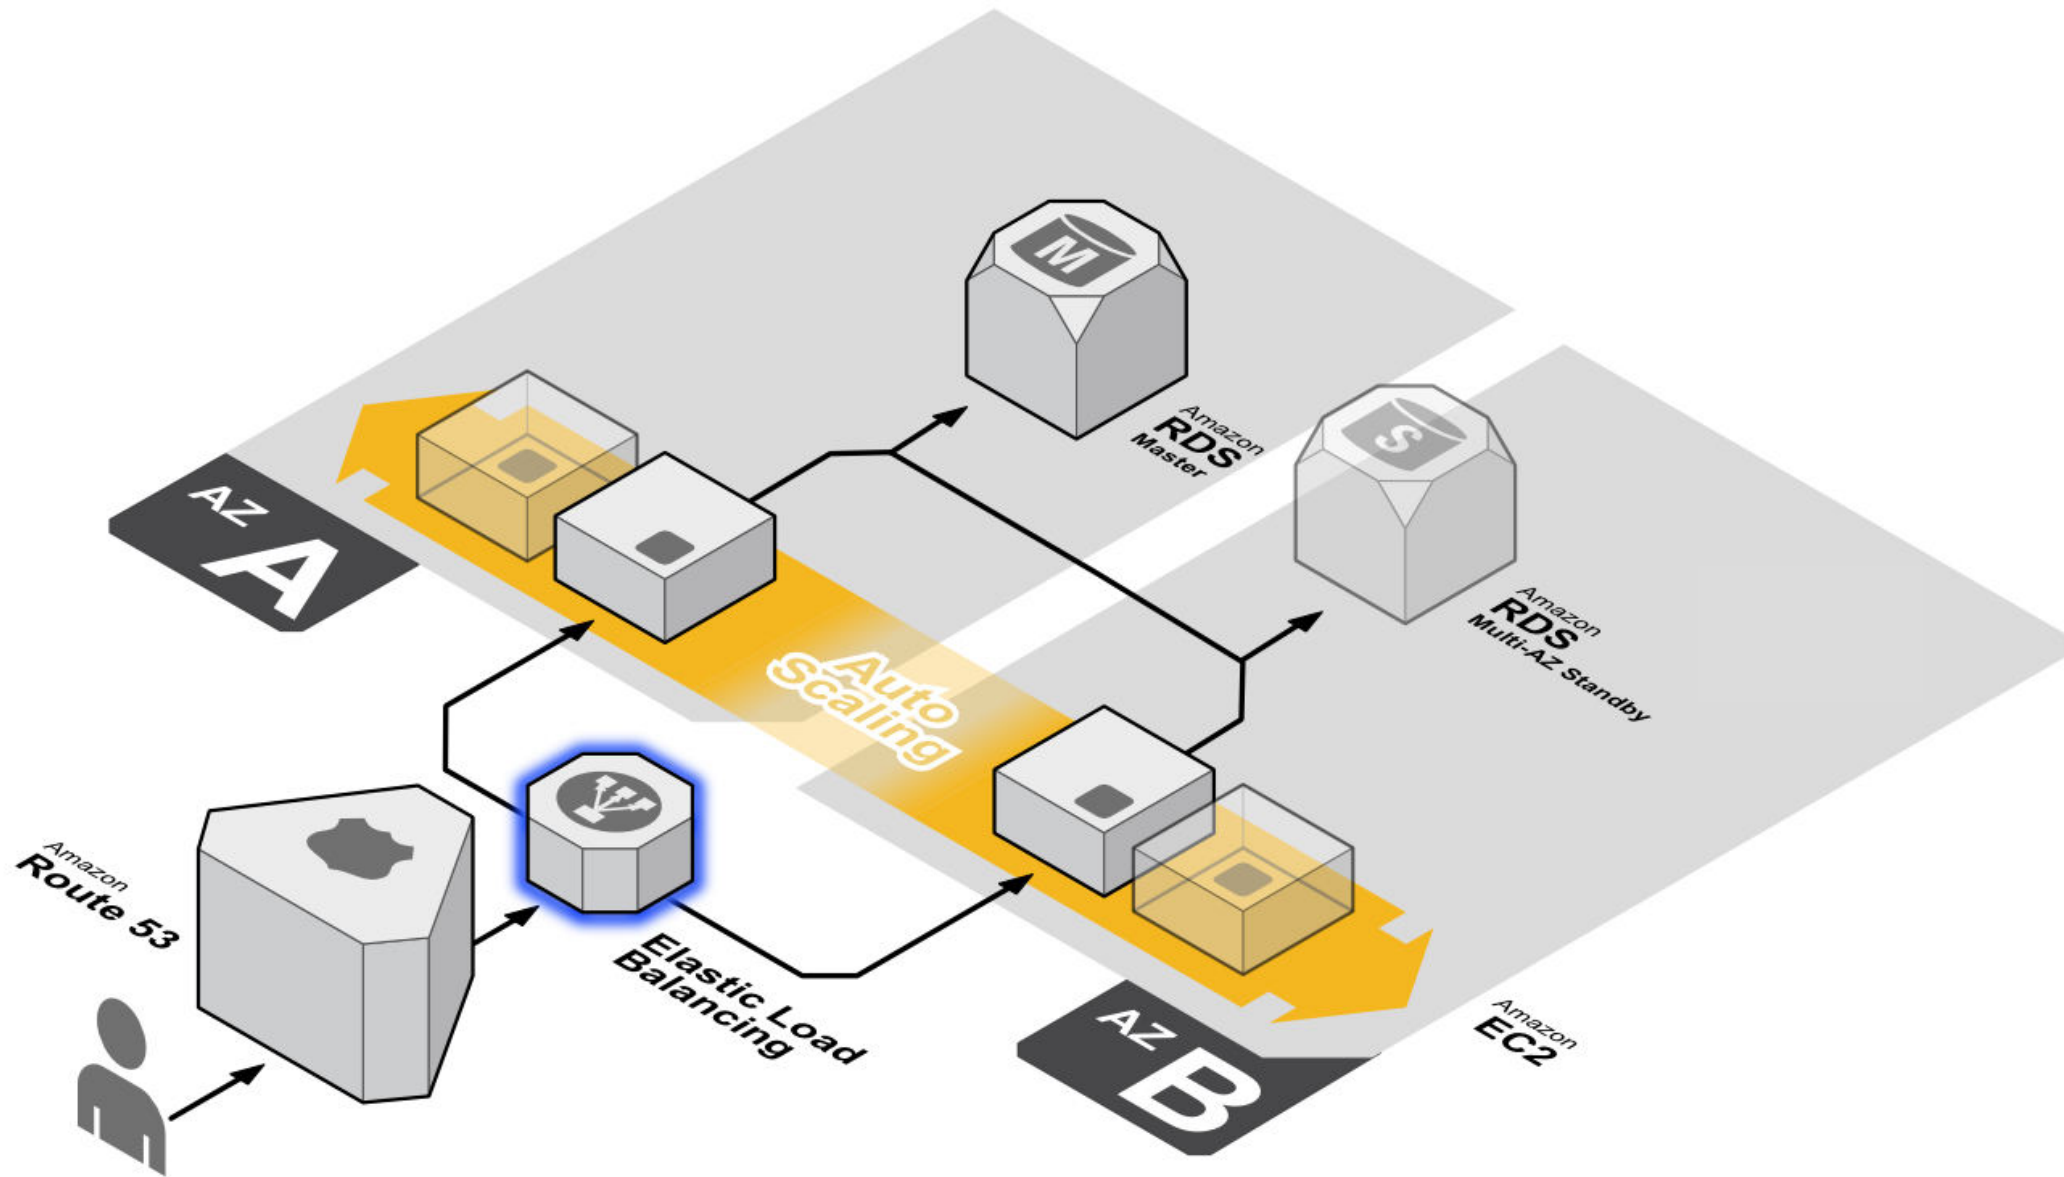 M
Amazon
RDS
Master
S
Amazon
RDS
Multi-AZ Standby
AZ
A
Auto
Scaling
Amazon
Route 53
Elastic Load
Balancing
AZ
B
Amazon
EC2